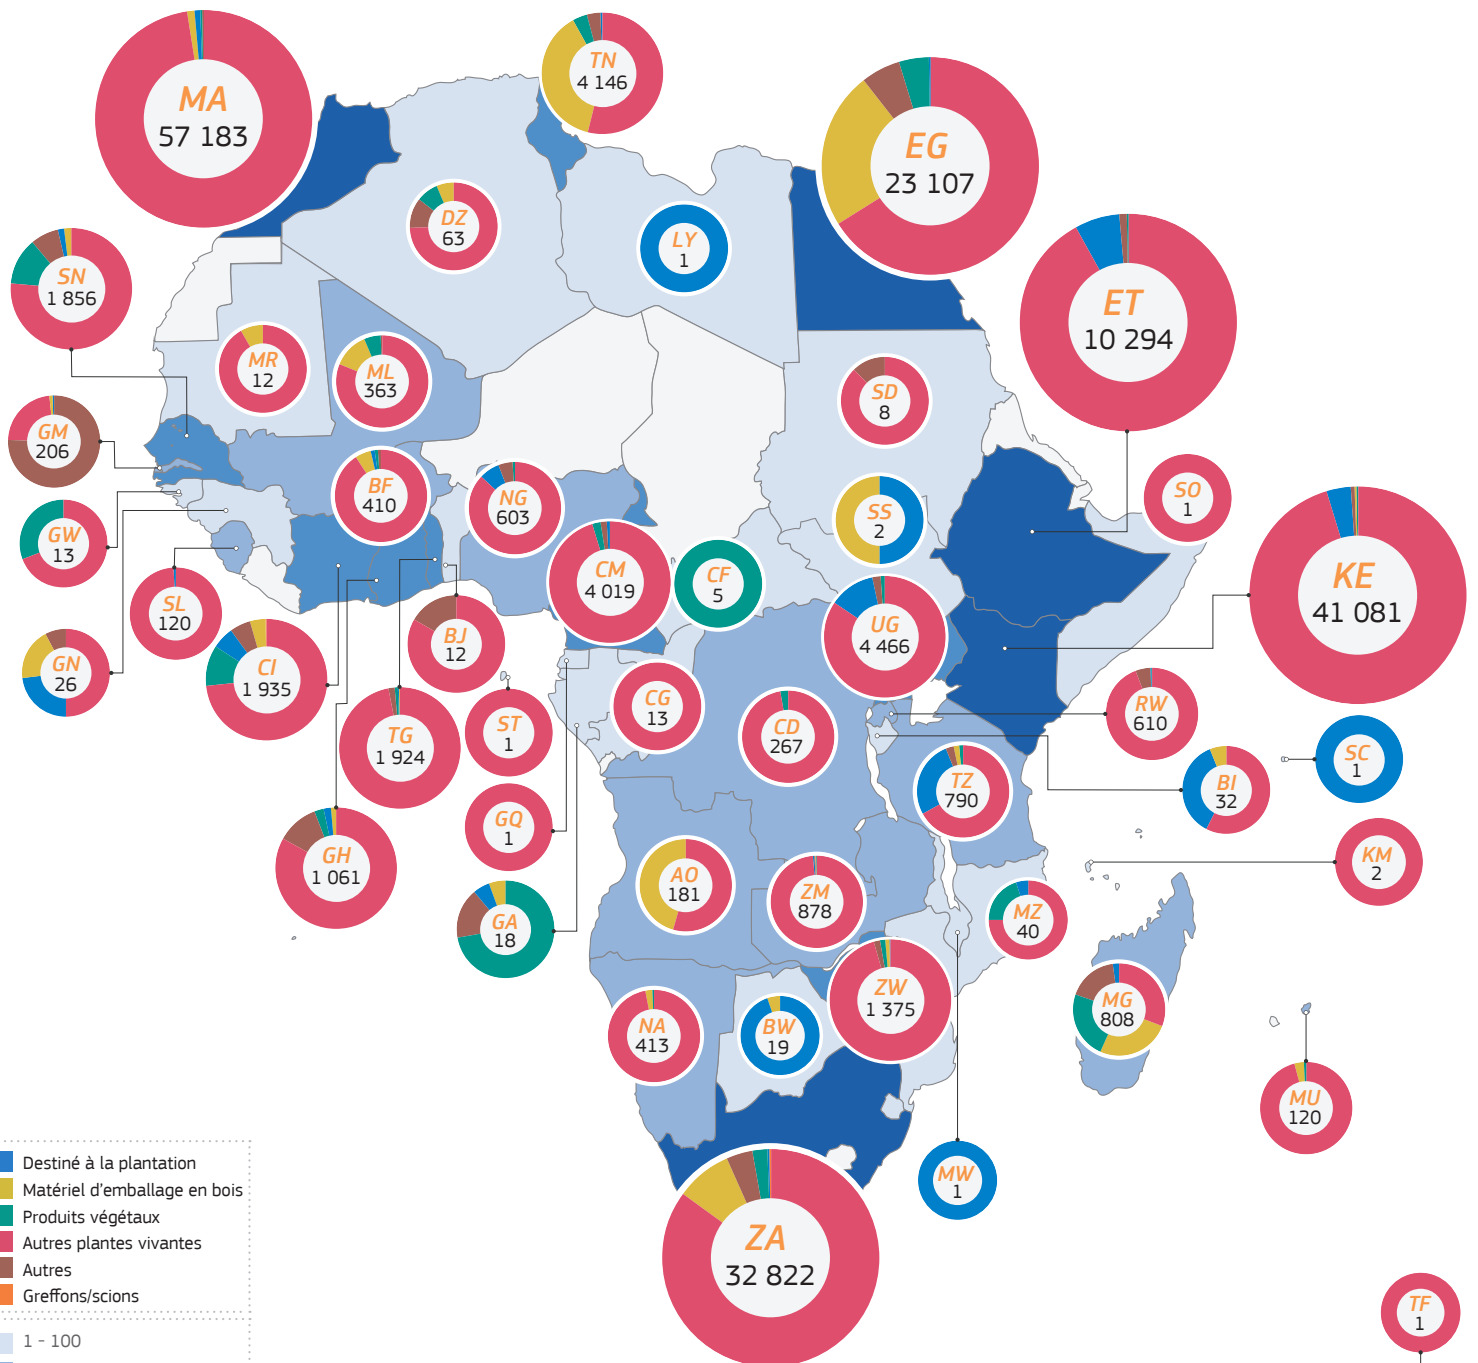 MA
57 183
TN
4 146
EG
23 107
DZ
63
LY
1
SN
1 856
ET
10 294
MR
12
ML
363
SD
8
GM
206
BF
410
NG
603
SO
1
SS
2
GW
13
CM
4 019
CF
5
KE
41 081
SL
120
UG
4 466
BJ
12
GN
26
CI
1 935
CG
13
RW
610
TG
1 924
ST
1
CD
267
SC
1
TZ
790
BI
32
GQ
1
GH
1 061
KM
2
AO
181
ZM
878
GA
18
MZ
40
ZW
1 375
MG
808
NA
413
BW
19
MU
120
MW
1
Destiné à la plantation
Matériel d'emballage en bois
Produits végétaux
Autres plantes vivantes
Autres
Greffons/scions
ZA
32 822
TF
1
1 - 100